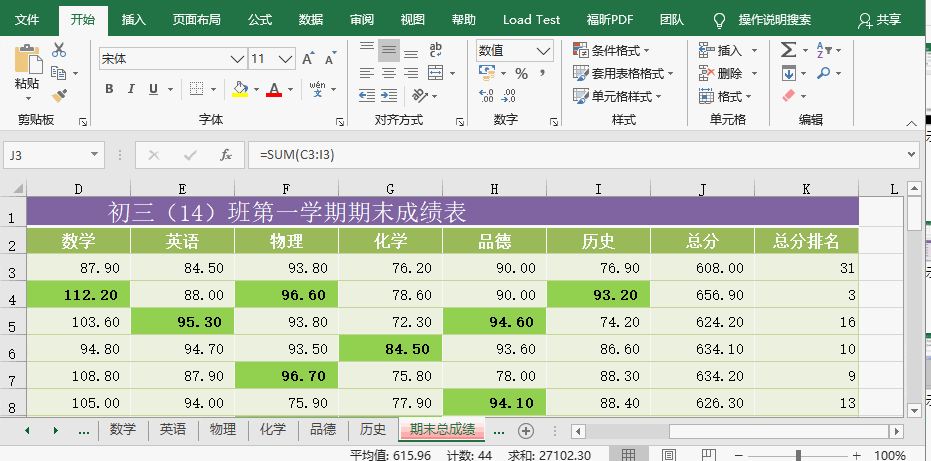 文件 开始 插入 页面布局 公式 数据 审阅 视图 帮助 Load Test 福昕PDF 团队 操作说明搜索 共享
宋体 11 A A ab c 数值 条件格式 插入 Σ A Z
粘贴 B I U A wén 文 % , 套用表格格式 删除
.00 .0 单元格样式 格式
剪贴板 字体 对齐方式 数字 样式 单元格 编辑
J3 fx =SUM(C3:I3)
D E F G H I J K L
1 初三（14）班第一学期期末成绩表
2 数学 英语 物理 化学 品德 历史 总分 总分排名
3 87.90 84.50 93.80 76.20 90.00 76.90 608.00 31
4 112.20 88.00 96.60 78.60 90.00 93.20 656.90 3
5 103.60 95.30 93.80 72.30 94.60 74.20 624.20 16
6 94.80 94.70 93.50 84.50 93.60 86.60 634.10 10
7 108.80 87.90 96.70 75.80 78.00 88.30 634.20 9
8 105.00 94.00 75.90 77.90 94.10 88.40 626.30 13
... 数学 英语 物理 化学 品德 历史 期末总成绩 ...
平均值: 615.96 计数: 44 求和: 27102.30 100%